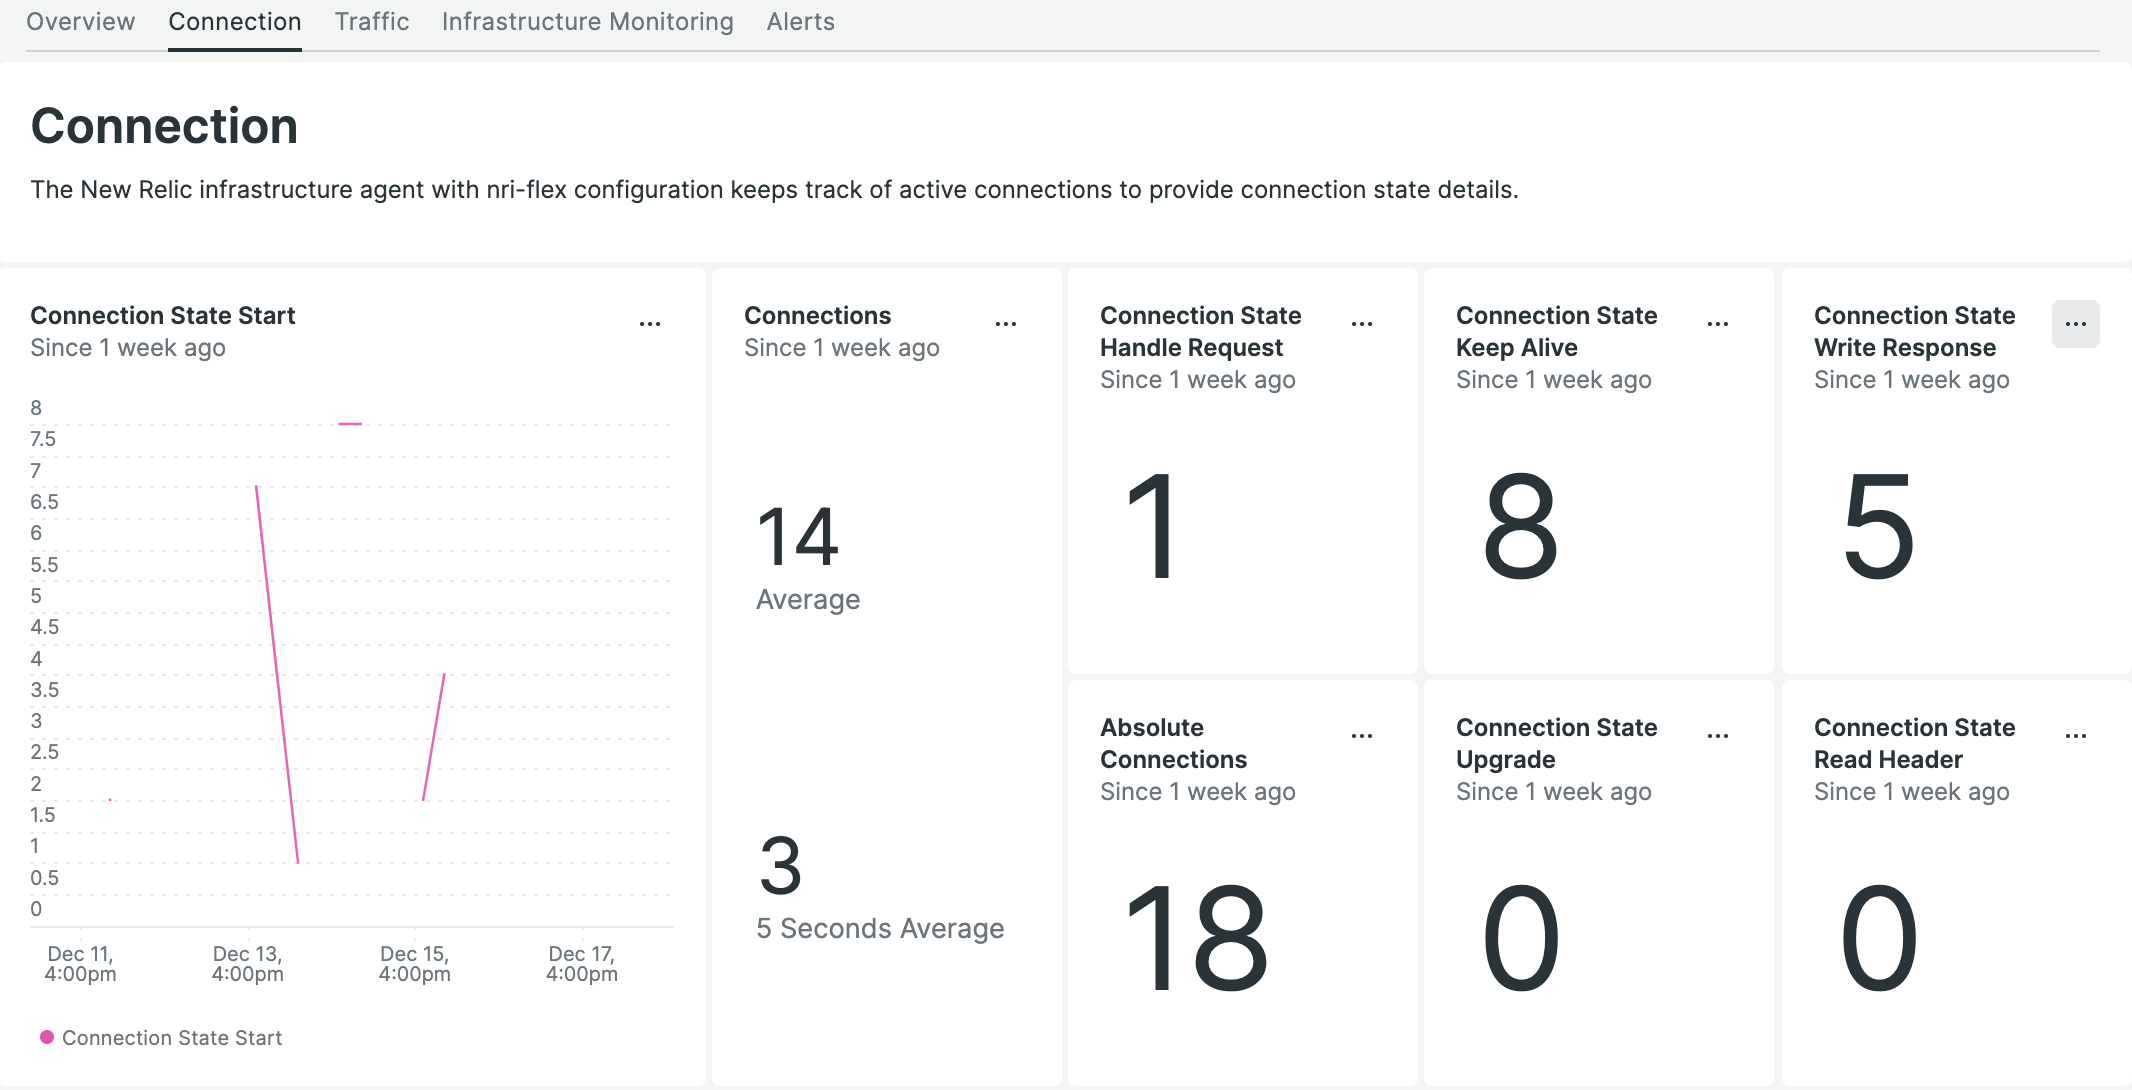 Overview Connection Traffic Infrastructure Monitoring Alerts
Connection
The New Relic infrastructure agent with nri-flex configuration keeps track of active connections to provide connection state details.
Connection State Start
Since 1 week ago
8
7.5
7
6.5
6
5.5
5
4.5
4
3.5
3
2.5
2
1.5
1
0.5
0
Dec 11,
4:00pm
Dec 13,
4:00pm
Dec 15,
4:00pm
Dec 17,
4:00pm
Connection State Start
Connections
Since 1 week ago
14
Average
3
5 Seconds Average
Connection State
Handle Request
Since 1 week ago
1
Connection State
Keep Alive
Since 1 week ago
8
Connection State
Write Response
Since 1 week ago
5
Absolute
Connections
Since 1 week ago
18
Connection State
Upgrade
Since 1 week ago
0
Connection State
Read Header
Since 1 week ago
0